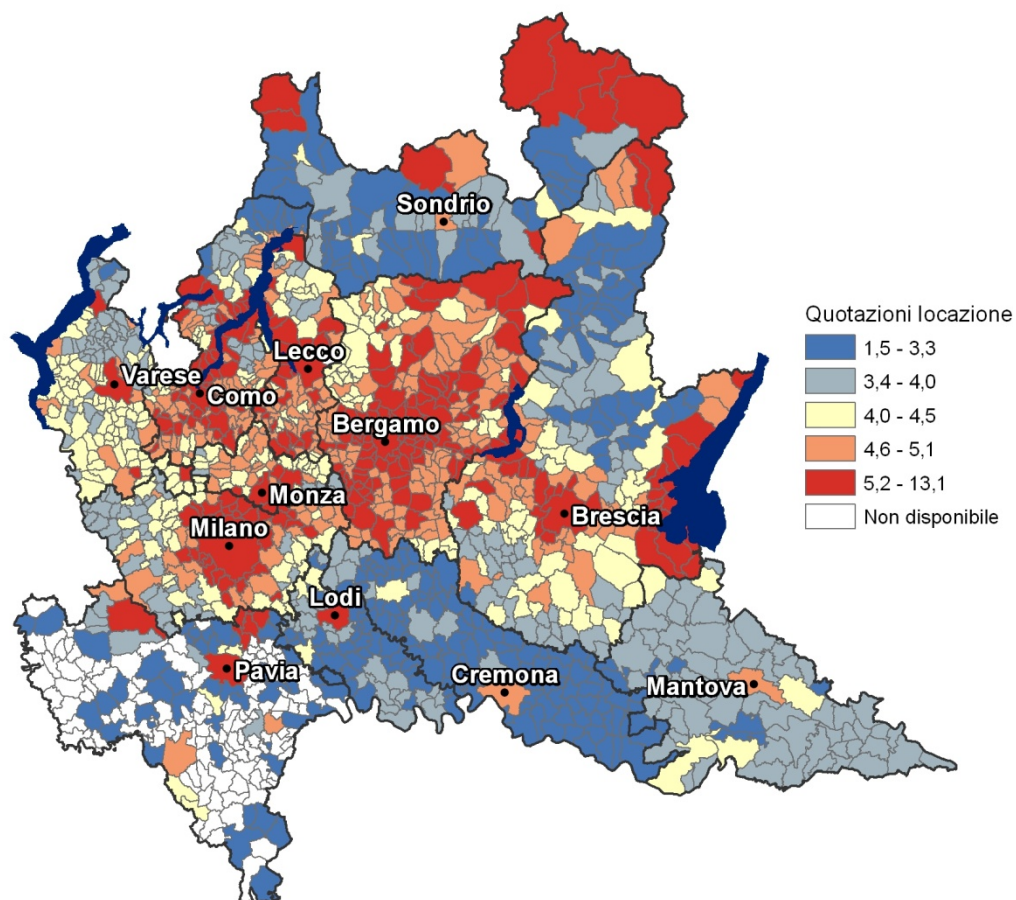 Sondrio
Quotazioni locazione
1,5 - 3,3
3,4 - 4,0
4,0 - 4,5
4,6 - 5,1
5,2 - 13,1
Non disponibile
Lecco
Varese
Como
Bergamo
Monza
Brescia
Milano
Lodi
Pavia
Cremona
Mantova